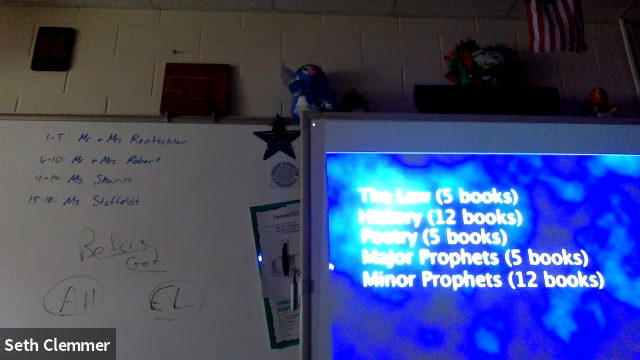 1-5: Mr + Mrs Rentschler
6-10: Mr + Mrs Robert
11-14: Ms Skarin
15-18: Ms Steffeldt
Before
God
AH
EL
The Law (5 books)
History (12 books)
Poetry (5 books)
Major Prophets (5 books)
Minor Prophets (12 books)
Seth Clemmer